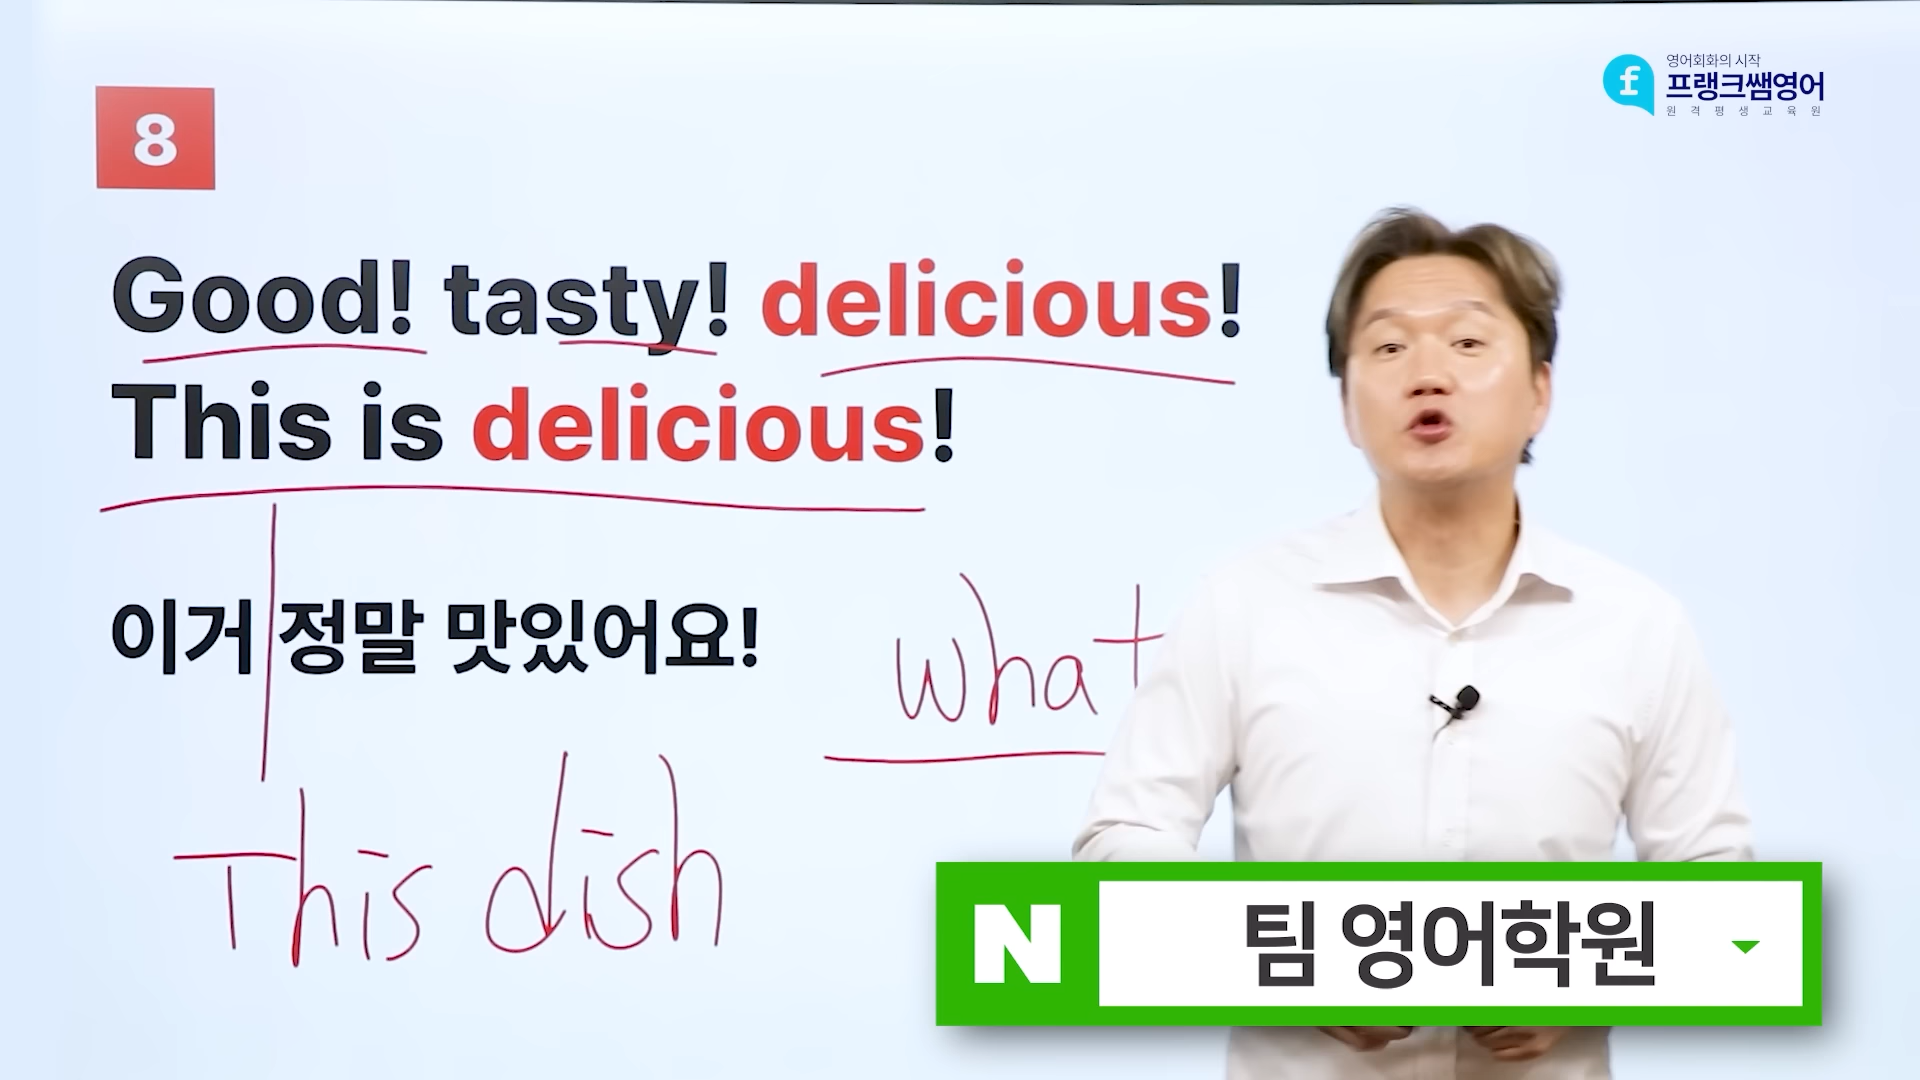 영어회화의 시작
프랭크쌤영어
원격평생교육원
8
Good! tasty! delicious!
This is delicious!
이거 정말 맛있어요!
what
This dish
N 팀 영어학원